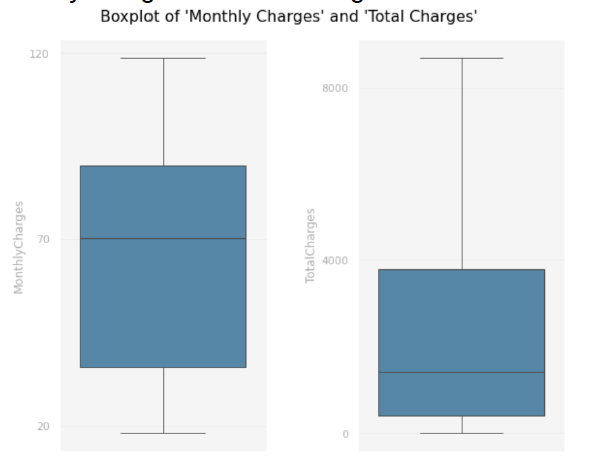 Boxplot of 'Monthly Charges' and 'Total Charges'
120
70
20
MonthlyCharges
8000
4000
0
TotalCharges